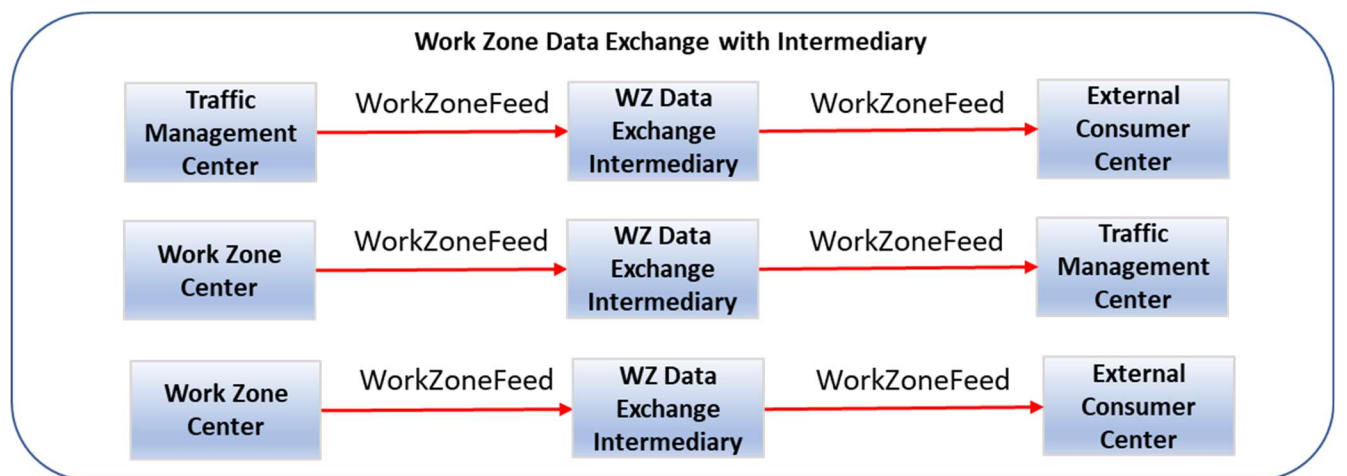 Work Zone Data Exchange with Intermediary
Traffic
Management
Center
WorkZoneFeed
WZ Data
Exchange
Intermediary
WorkZoneFeed
External
Consumer
Center
Work Zone
Center
WorkZoneFeed
WZ Data
Exchange
Intermediary
WorkZoneFeed
Traffic
Management
Center
Work Zone
Center
WorkZoneFeed
WZ Data
Exchange
Intermediary
WorkZoneFeed
External
Consumer
Center